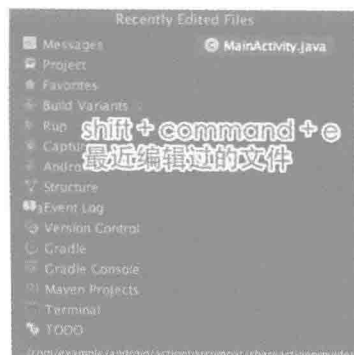 Recently Edited Files
Messages
MainActivity.java
Project
Favorites
Build Variants
Run
shift + command + e
最近编辑过的文件
Structure
Event Log
Version Control
Gradle
Gradle Console
Maven Projects
Terminal
TODO